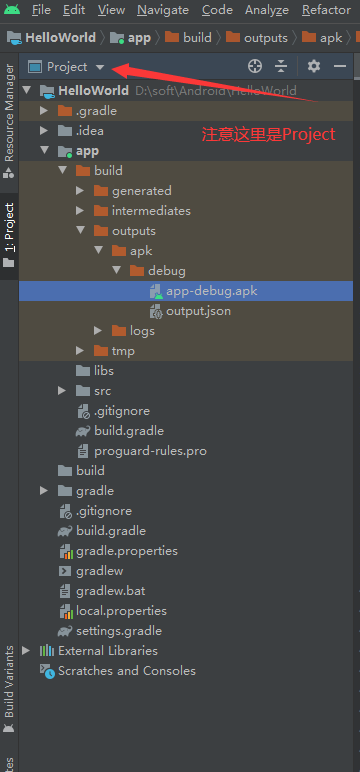 File Edit View Navigate Code Analyze Refactor
HelloWorld app build outputs apk
Project
HelloWorld D:\soft\Android\HelloWorld
.gradle
注意这里是Project
.idea
app
build
generated
intermediates
outputs
apk
debug
app-debug.apk
output.json
logs
tmp
libs
src
.gitignore
build.gradle
proguard-rules.pro
build
gradle
.gitignore
build.gradle
gradle.properties
gradlew
gradlew.bat
local.properties
settings.gradle
External Libraries
Scratches and Consoles
Resource Manager
1: Project
Build Variants